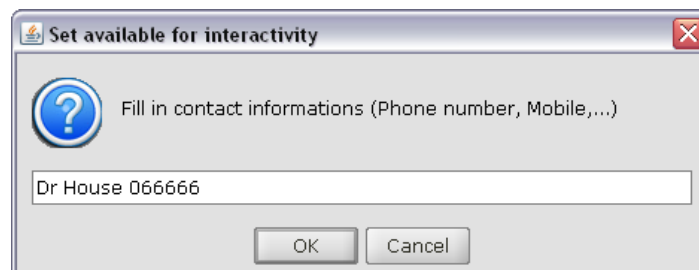 Set available for interactivity
Fill in contact informations (Phone number, Mobile,...)
Dr House 066666
OK Cancel